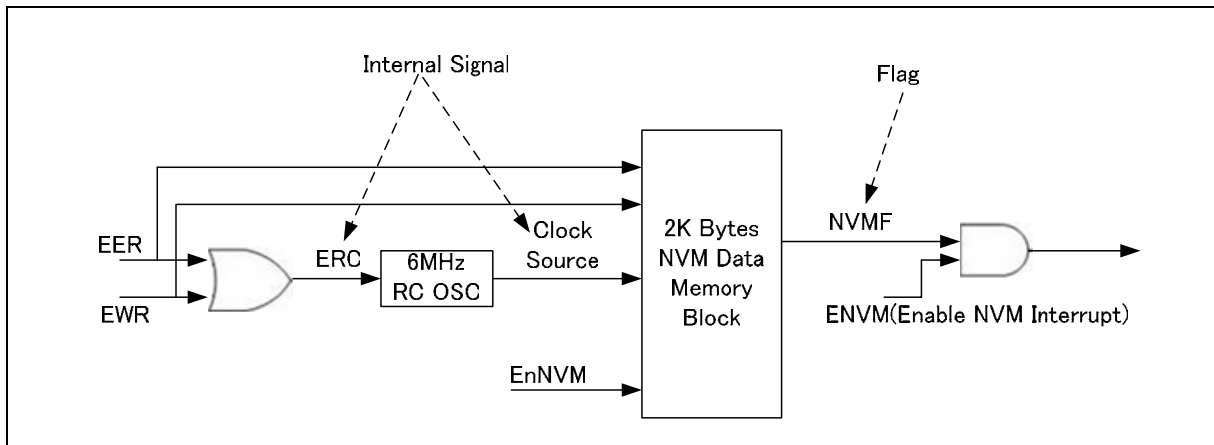 Internal Signal
Flag
EER
EWR
ERC
6MHz
RC OSC
Clock
Source
2K Bytes
NVM Data
Memory
Block
NVMF
ENVM(Enable NVM Interrupt)
EnNVM